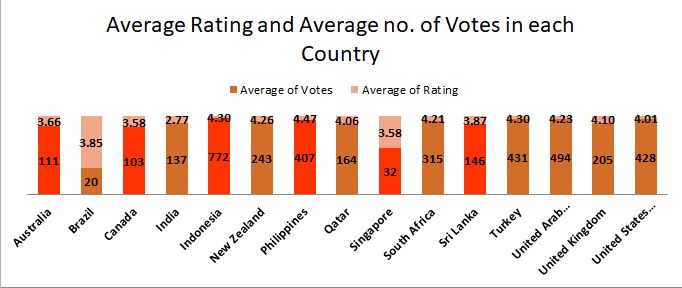 Average Rating and Average no. of Votes in each
Country
Average of Votes Average of Rating
3.66 3.85 3.58 2.77 4.30 4.26 4.47 4.06 3.58 4.21 3.87 4.30 4.23 4.10 4.01
111 20 103 137 772 243 407 164 32 315 146 431 494 205 428
Australia
Brazil
Canada
India
Indonesia
New Zealand
Philippines
Qatar
Singapore
South Africa
Sri Lanka
Turkey
United Arab...
United Kingdom
United States...